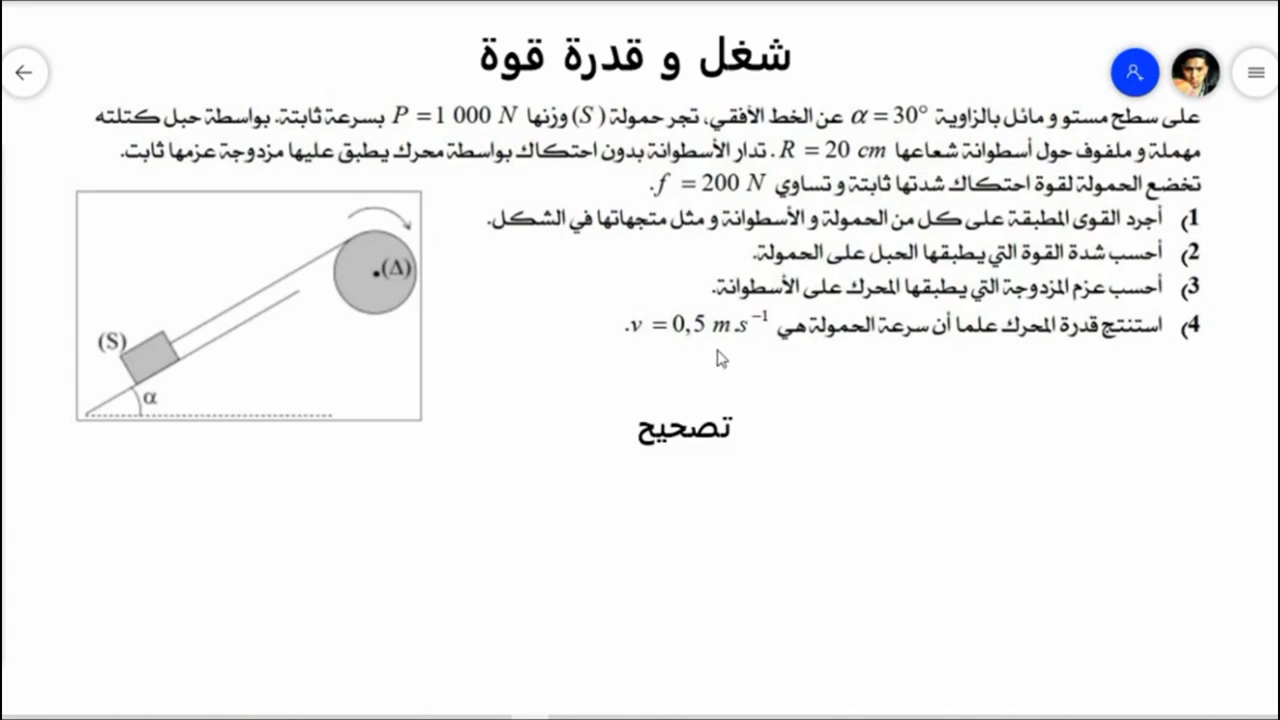 شغل و قدرة قوة
على سطح مستو و مائل بالزاوية α = 30° عن الخط الأفقي، تجر حمولة (S) وزنها P = 1 000 N بسرعة ثابتة، بواسطة حبل كتلته
مهملة و ملفوف حول أسطوانة شعاعها R = 20 cm. تدار الأسطوانة بدون احتكاك بواسطة محرك يطبق عليها مزدوجة عزمها ثابت.
تخضع الحمولة لقوة احتكاك شدتها ثابتة و تساوي f = 200 N.
1) أجرد القوى المطبقة على كل من الحمولة و الأسطوانة و مثل متجهاتها في الشكل.
2) أحسب شدة القوة التي يطبقها الحبل على الحمولة.
3) أحسب عزم المزدوجة التي يطبقها المحرك على الأسطوانة.
4) استنتج قدرة المحرك علما أن سرعة الحمولة هي v = 0,5 m.s⁻¹.
(Δ)
(S)
α
تصحيح